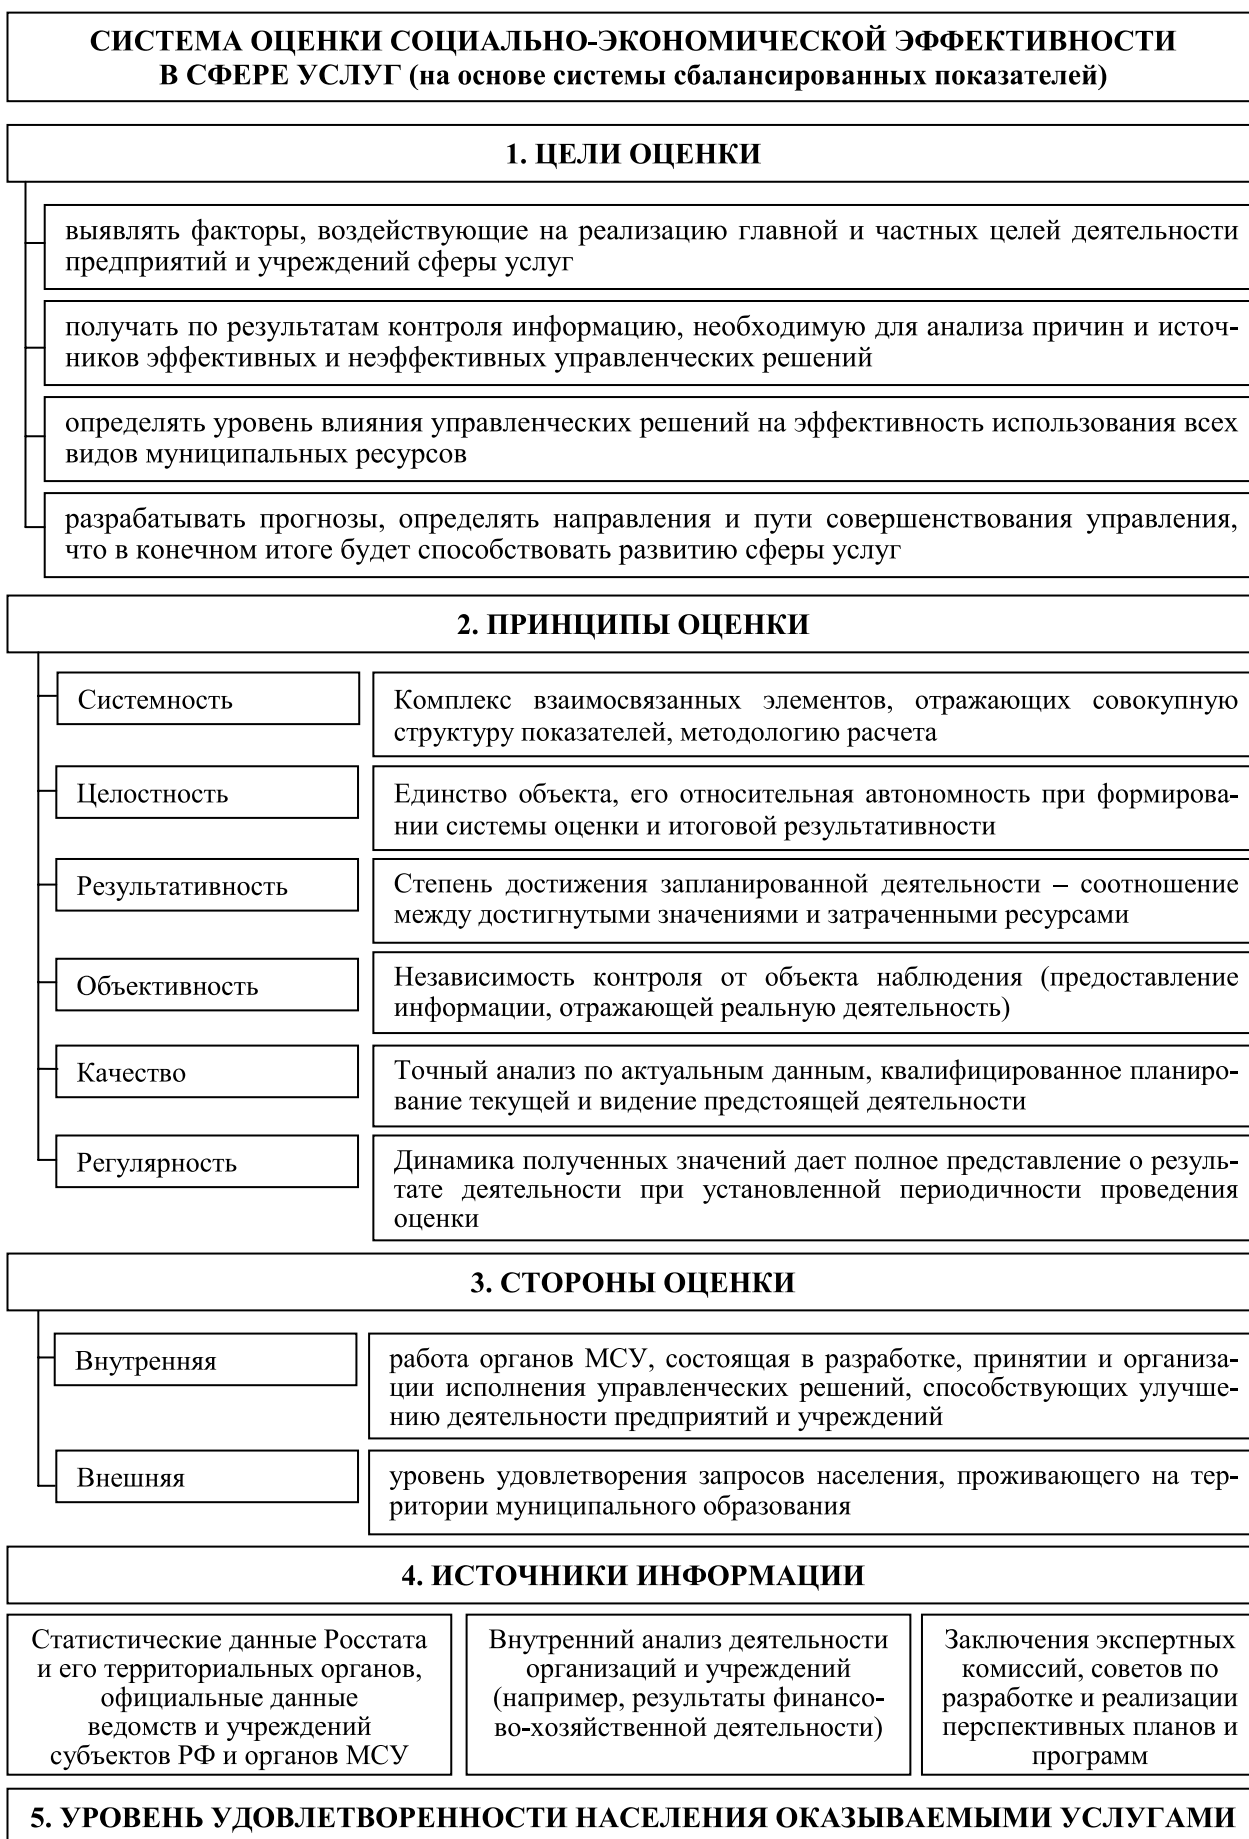 СИСТЕМА ОЦЕНКИ СОЦИАЛЬНО-ЭКОНОМИЧЕСКОЙ ЭФФЕКТИВНОСТИ
В СФЕРЕ УСЛУГ (на основе системы сбалансированных показателей)
1. ЦЕЛИ ОЦЕНКИ
выявлять факторы, воздействующие на реализацию главной и частных целей деятельности
предприятий и учреждений сферы услуг
получать по результатам контроля информацию, необходимую для анализа причин и источ-
ников эффективных и неэффективных управленческих решений
определять уровень влияния управленческих решений на эффективность использования всех
видов муниципальных ресурсов
разрабатывать прогнозы, определять направления и пути совершенствования управления,
что в конечном итоге будет способствовать развитию сферы услуг
2. ПРИНЦИПЫ ОЦЕНКИ
Системность
Комплекс взаимосвязанных элементов, отражающих совокупную
структуру показателей, методологию расчета
Целостность
Единство объекта, его относительная автономность при формирова-
нии системы оценки и итоговой результативности
Результативность
Степень достижения запланированной деятельности – соотношение
между достигнутыми значениями и затраченными ресурсами
Объективность
Независимость контроля от объекта наблюдения (предоставление
информации, отражающей реальную деятельность)
Качество
Точный анализ по актуальным данным, квалифицированное планиро-
вание текущей и видение предстоящей деятельности
Регулярность
Динамика полученных значений дает полное представление о резуль-
тате деятельности при установленной периодичности проведения
оценки
3. СТОРОНЫ ОЦЕНКИ
Внутренняя
работа органов МСУ, состоящая в разработке, принятии и организа-
ции исполнения управленческих решений, способствующих улучше-
нию деятельности предприятий и учреждений
Внешняя
уровень удовлетворения запросов населения, проживающего на тер-
ритории муниципального образования
4. ИСТОЧНИКИ ИНФОРМАЦИИ
Статистические данные Росстата
и его территориальных органов,
официальные данные
ведомств и учреждений
субъектов РФ и органов МСУ
Внутренний анализ деятельности
организаций и учреждений
(например, результаты финансо-
во-хозяйственной деятельности)
Заключения экспертных
комиссий, советов по
разработке и реализации
перспективных планов и
программ
5. УРОВЕНЬ УДОВЛЕТВОРЕННОСТИ НАСЕЛЕНИЯ ОКАЗЫВАЕМЫМИ УСЛУГАМИ